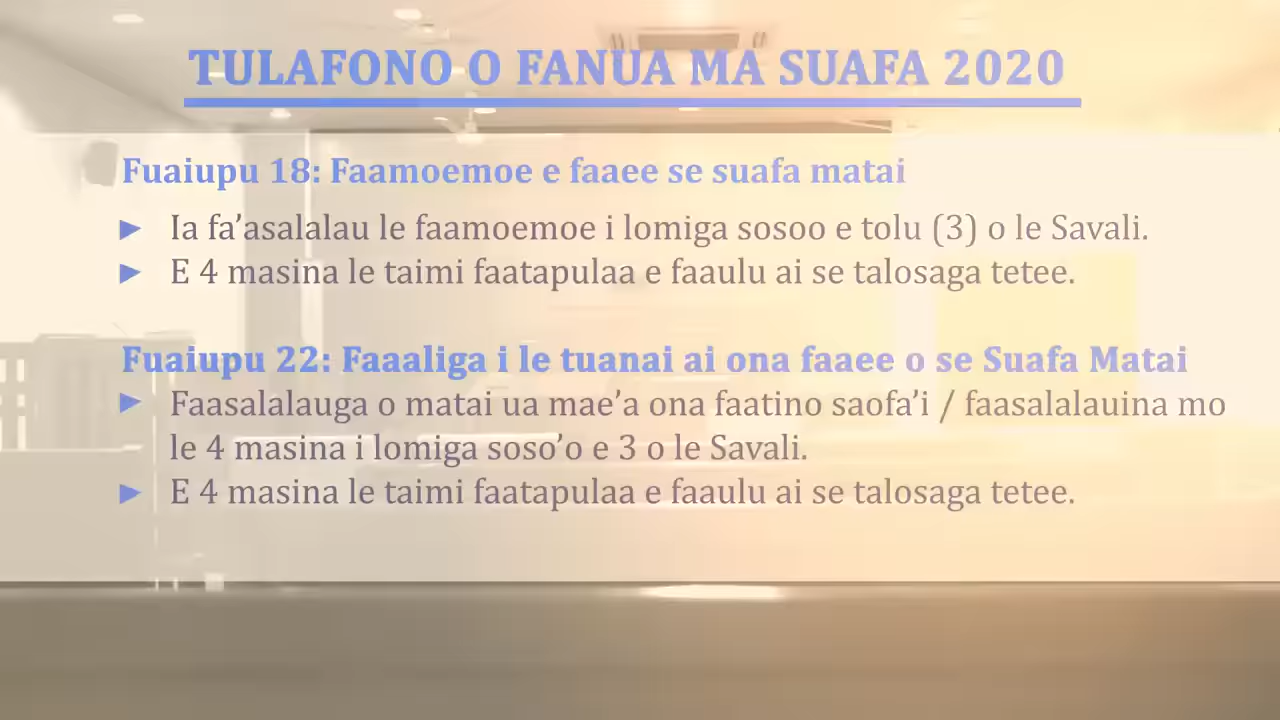 TULAFONO O FANUA MA SUAFA 2020
Fuaiupu 18: Faamoemoe e faaee se suafa matai
► Ia fa’asalalau le faamoemoe i lomiga sosoo e tolu (3) o le Savali.
► E 4 masina le taimi faatapulaa e faaulu ai se talosaga tetee.
Fuaiupu 22: Faaaliga i le tuanai ai ona faaee o se Suafa Matai
► Faasalalauga o matai ua mae’a ona faatino saofa’i / faasalalauina mo
le 4 masina i lomiga soso’o e 3 o le Savali.
► E 4 masina le taimi faatapulaa e faaulu ai se talosaga tetee.